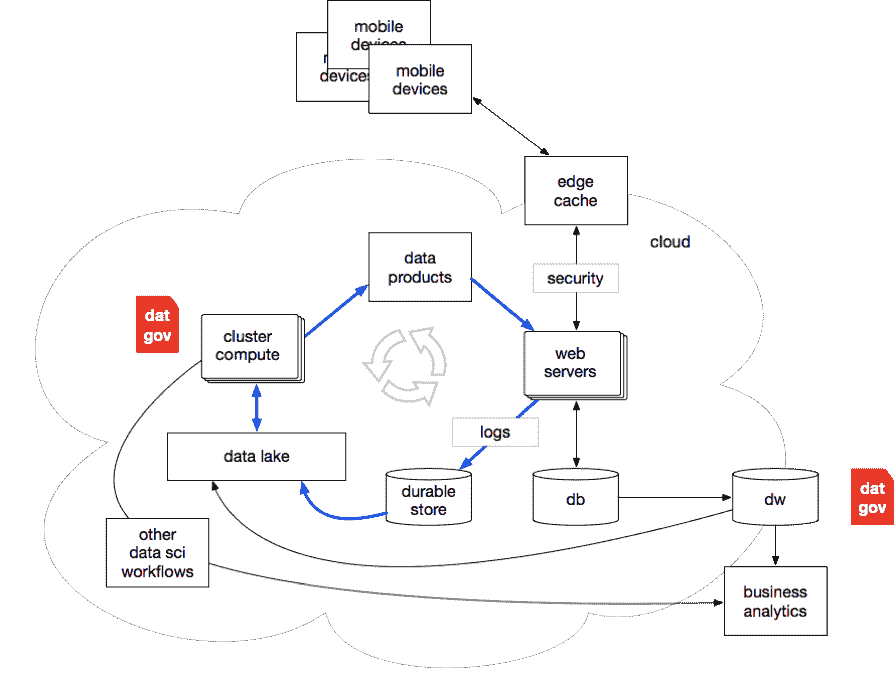 mobile
devices
devices
mobile
devices
edge
cache
cloud
data
products
security
dat
gov
cluster
compute
web
servers
logs
data lake
durable
store
db
dw
dat
gov
other
data sci
workflows
business
analytics